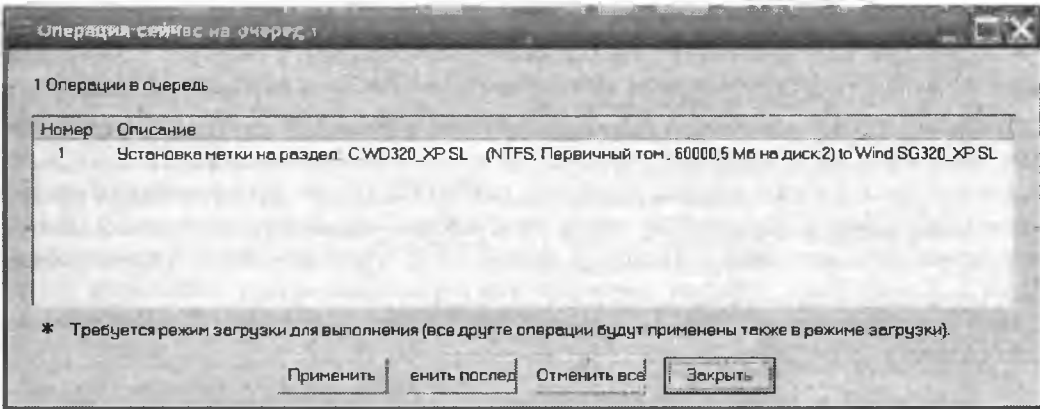 Операция сейчас на очеред
1 Операции в очередь
Номер Описание
1 Установка метки на раздел: C WD320_XP SL (NTFS, Первичный том, 60000,5 Мб на диск:2) to Wind SG320_XP SL
* Требуется режим загрузки для выполнения (все другте операции будут применены также в режиме загрузки).
Применить енить послед Отменить все Закрыть